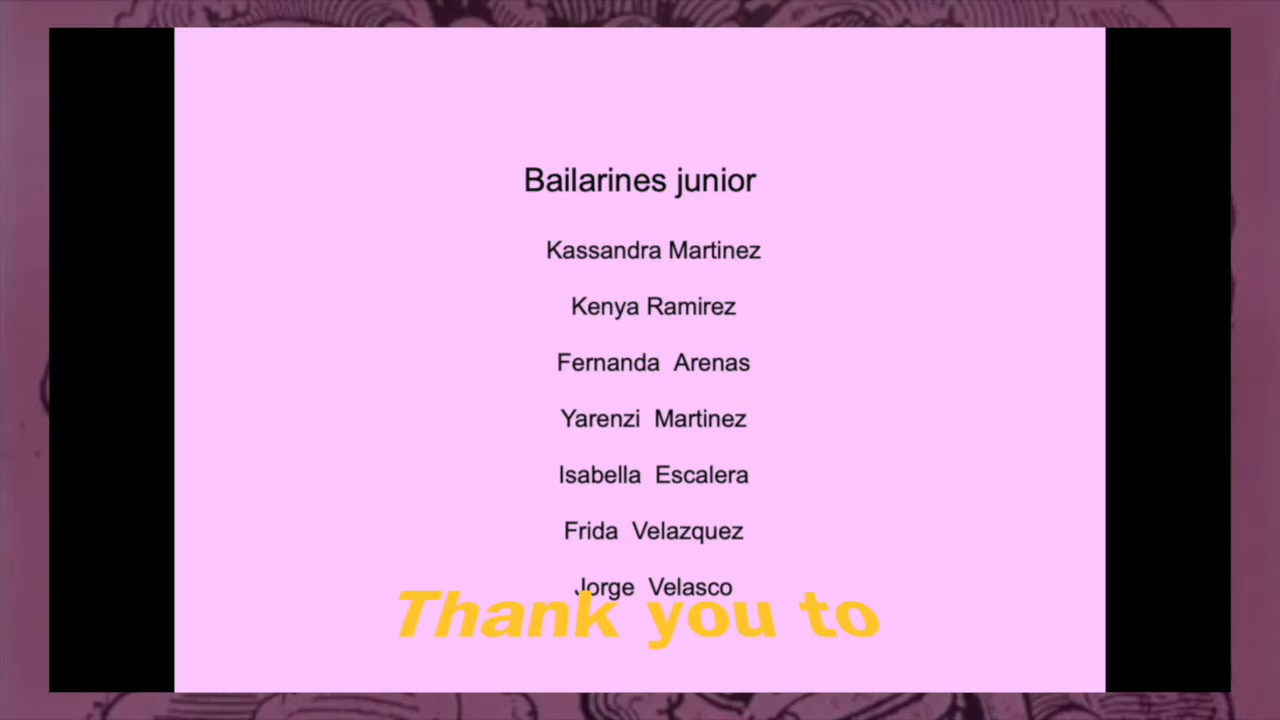 Bailarines junior
Kassandra Martinez
Kenya Ramirez
Fernanda Arenas
Yarenzi Martinez
Isabella Escalera
Frida Velazquez
Jorge Velasco
Thank you to